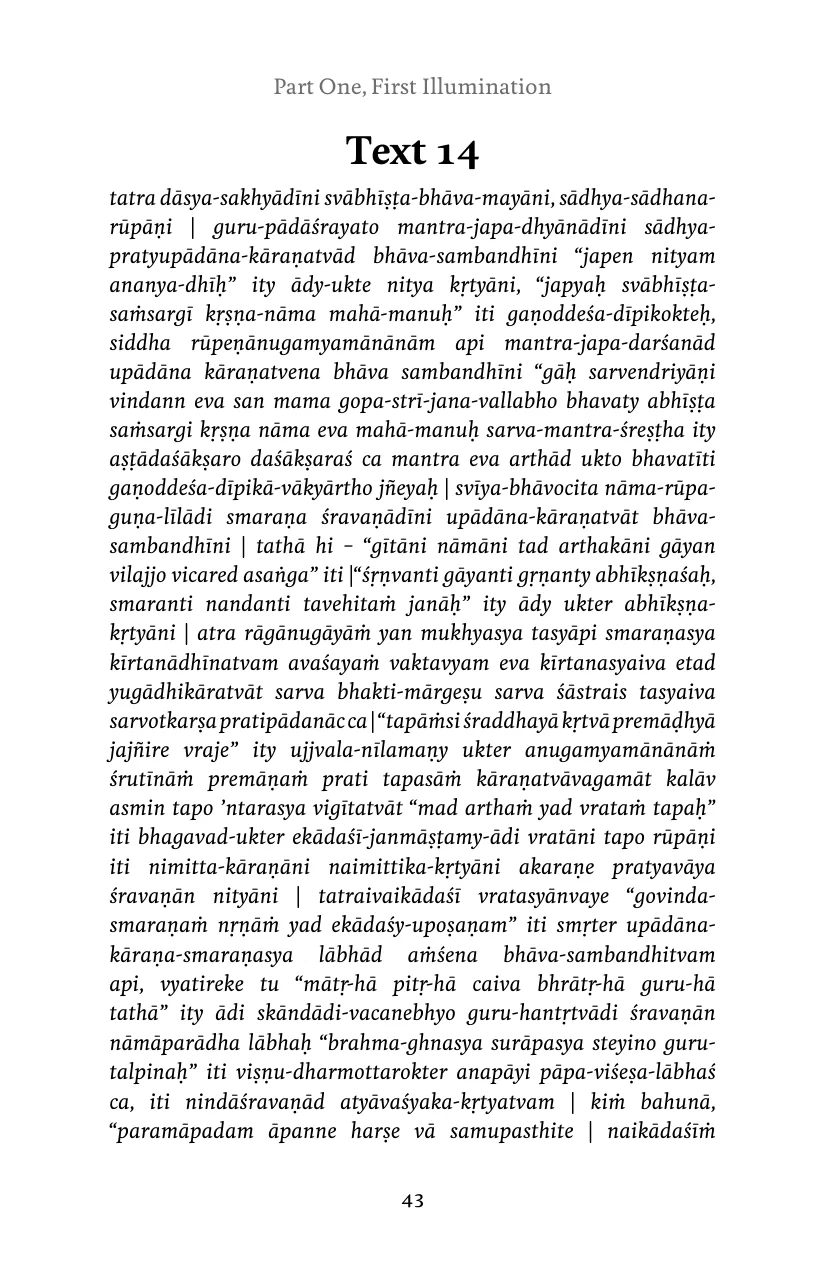 Part One, First Illumination
Text 14
tatra dāsya-sakhyādīni svābhīṣṭa-bhāva-mayāni, sādhya-sādhana-
rūpāṇi | guru-pādāśrayato mantra-japa-dhyānādīni sādhya-
pratyupādāna-kāraṇatvād bhāva-sambandhīni “japen nityam
ananya-dhīḥ” ity ādy-ukte nitya kṛtyāni, “japyaḥ svābhīṣṭa-
saṁsargī kṛṣṇa-nāma mahā-manuḥ” iti gaṇoddeśa-dīpikokteḥ,
siddha rūpeṇānugamyamānānām api mantra-japa-darśanād
upādāna kāraṇatvena bhāva sambandhīni “gāḥ sarvendriyāṇi
vindann eva san mama gopa-strī-jana-vallabho bhavaty abhīṣṭa
saṁsargi kṛṣṇa nāma eva mahā-manuḥ sarva-mantra-śreṣṭha ity
aṣṭādaśākṣaro daśākṣaraś ca mantra eva arthād ukto bhavatīti
gaṇoddeśa-dīpikā-vākyārtho jñeyaḥ | svīya-bhāvocita nāma-rūpa-
guṇa-līlādi smaraṇa śravaṇādīni upādāna-kāraṇatvāt bhāva-
sambandhīni | tathā hi – “gītāni nāmāni tad arthakāni gāyan
vilajjo vicared asaṅga” iti |“śṛṇvanti gāyanti gṛṇanty abhīkṣṇaśaḥ,
smaranti nandanti tavehitaṁ janāḥ” ity ādy ukter abhīkṣṇa-
kṛtyāni | atra rāgānugāyāṁ yan mukhyasya tasyāpi smaraṇasya
kīrtanādhīnatvam avaśayaṁ vaktavyam eva kīrtanasyaiva etad
yugādhikāratvāt sarva bhakti-mārgeṣu sarva śāstrais tasyaiva
sarvotkarṣa pratipādanāc ca | “tapāṁsi śraddhayā kṛtvā premāḍhyā
jajñire vraje” ity ujjvala-nīlamaṇy ukter anugamyamānānāṁ
śrutīnāṁ premāṇaṁ prati tapasāṁ kāraṇatvāvagamāt kalāv
asmin tapo ’ntarasya vigītatvāt “mad arthaṁ yad vrataṁ tapaḥ”
iti bhagavad-ukter ekādaśī-janmāṣṭamy-ādi vratāni tapo rūpāṇi
iti nimitta-kāraṇāni naimittika-kṛtyāni akaraṇe pratyavāya
śravaṇān nityāni | tatraivaikādaśī vratasyānvaye “govinda-
smaraṇaṁ nṛṇāṁ yad ekādaśy-upoṣaṇam” iti smṛter upādāna-
kāraṇa-smaraṇasya lābhād aṁśena bhāva-sambandhitvam
api, vyatireke tu “mātṛ-hā pitṛ-hā caiva bhrātṛ-hā guru-hā
tathā” ity ādi skāndādi-vacanebhyo guru-hantṛtvādi śravaṇān
nāmāparādha lābhaḥ “brahma-ghnasya surāpasya steyino guru-
talpinaḥ” iti viṣṇu-dharmottarokter anapāyi pāpa-viśeṣa-lābhaś
ca, iti nindāśravaṇād atyāvaśyaka-kṛtyatvam | kiṁ bahunā,
“paramāpadam āpanne harṣe vā samupasthite | naikādaśīṁ
43